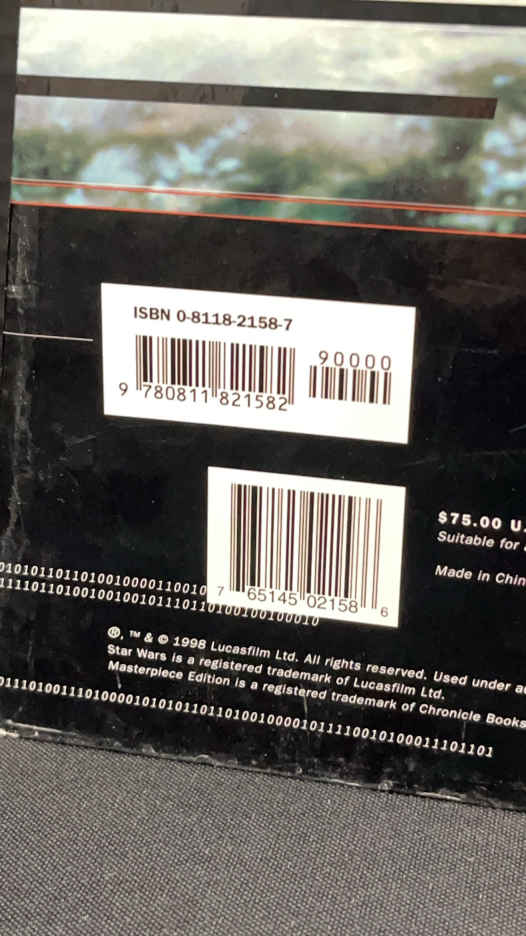 ISBN 0-8118-2158-7
90000
9 780811 821582
7 65145 02158 6
$75.00 U.
Suitable for
Made in Chin
® , ™ & © 1998 Lucasfilm Ltd. All rights reserved. Used under a
Star Wars is a registered trademark of Lucasfilm Ltd.
Masterpiece Edition is a registered trademark of Chronicle Books